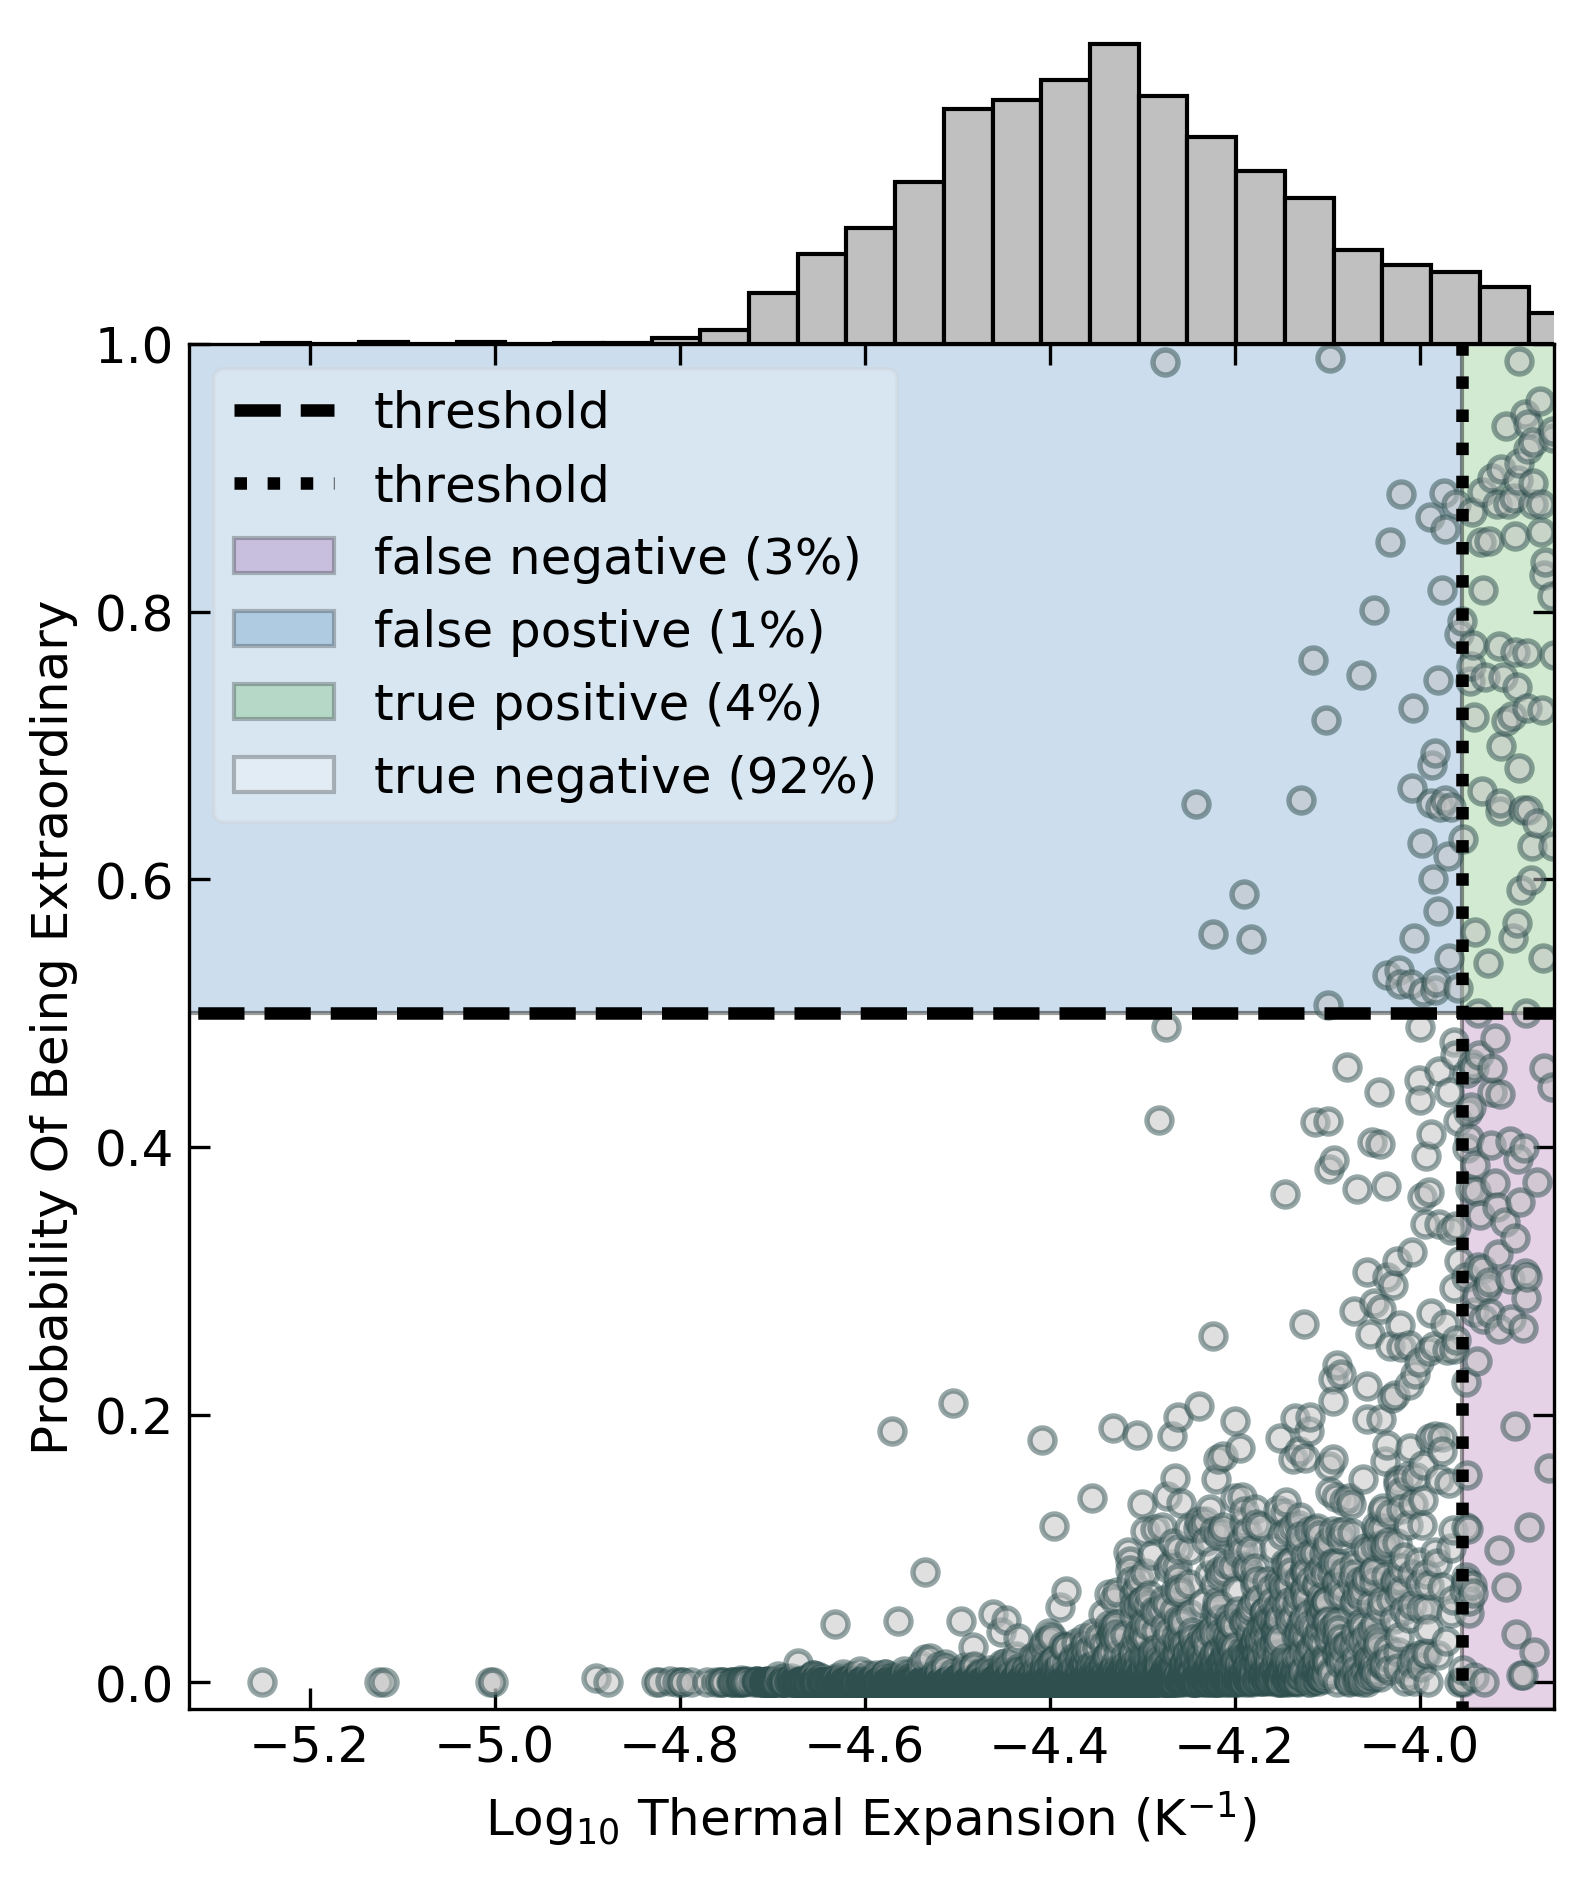 1.0
0.8
0.6
0.4
0.2
0.0
Probability Of Being Extraordinary
threshold
threshold
false negative (3%)
false postive (1%)
true positive (4%)
true negative (92%)
−5.2 −5.0 −4.8 −4.6 −4.4 −4.2 −4.0
Log₁₀ Thermal Expansion (K⁻¹)